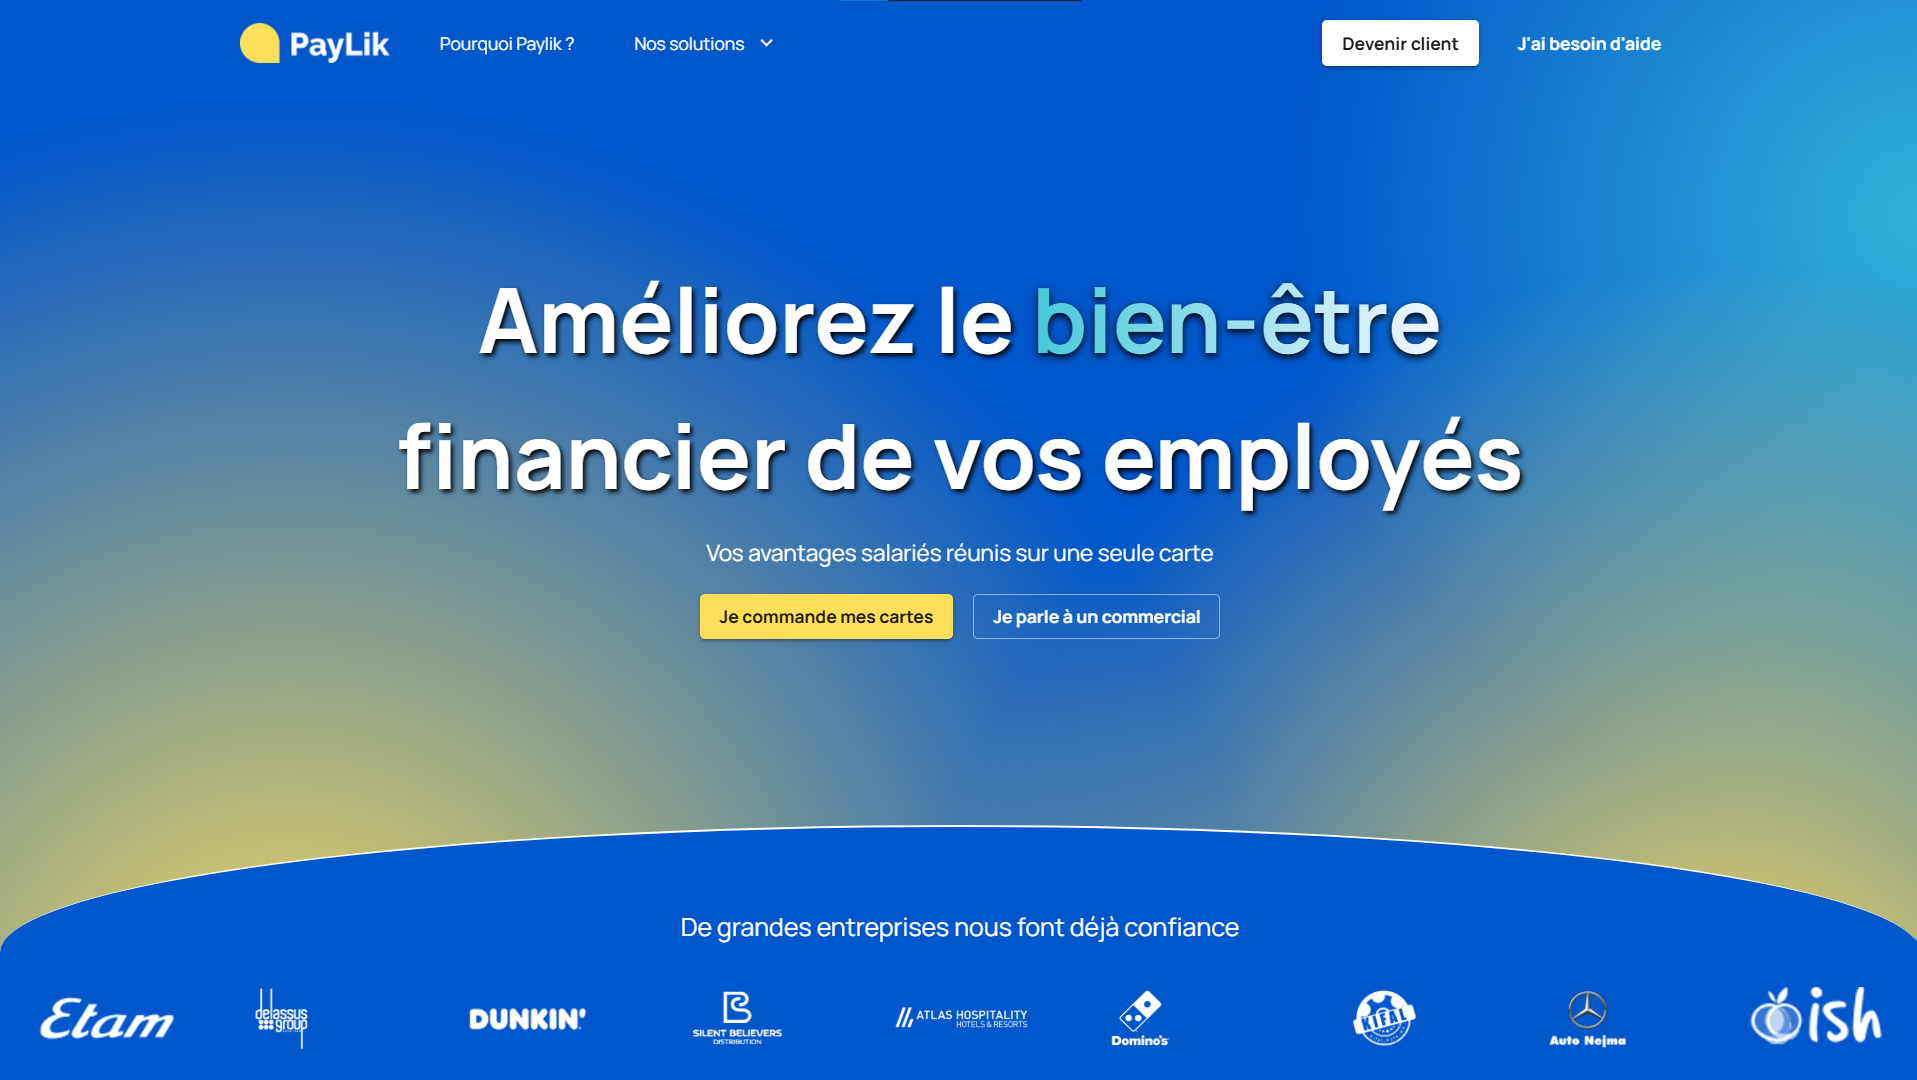 PayLik
Pourquoi Paylik ?
Nos solutions
Devenir client
J'ai besoin d'aide
Améliorez le bien-être
financier de vos employés
Vos avantages salariés réunis sur une seule carte
Je commande mes cartes
Je parle à un commercial
De grandes entreprises nous font déjà confiance
Etam
delassus
group
DUNKIN'
SILENT BELIEVERS
DISTRIBUTION
ATLAS HOSPITALITY
HOTELS & RESORTS
Domino's
KIFAL
Auto Nejma
ish